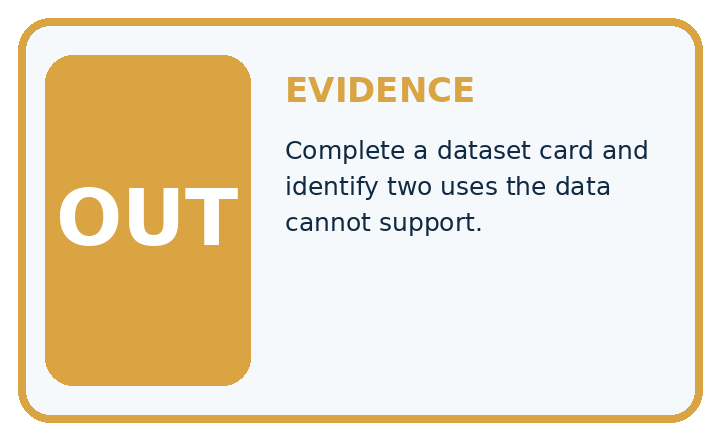 OUT
EVIDENCE
Complete a dataset card and
identify two uses the data
cannot support.